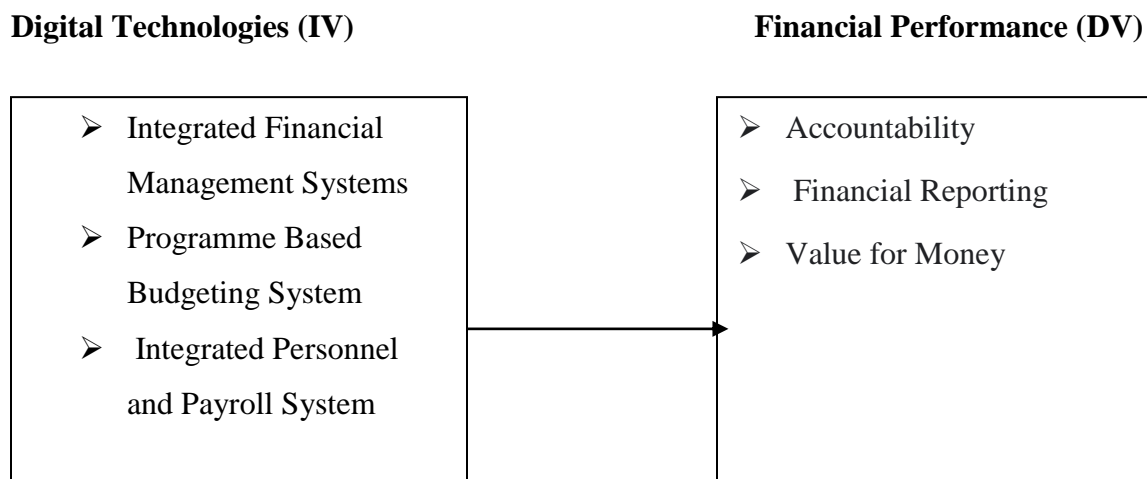 Digital Technologies (IV)
Financial Performance (DV)
➢ Integrated Financial
Management Systems
➢ Programme Based
Budgeting System
➢ Integrated Personnel
and Payroll System
➢ Accountability
➢ Financial Reporting
➢ Value for Money